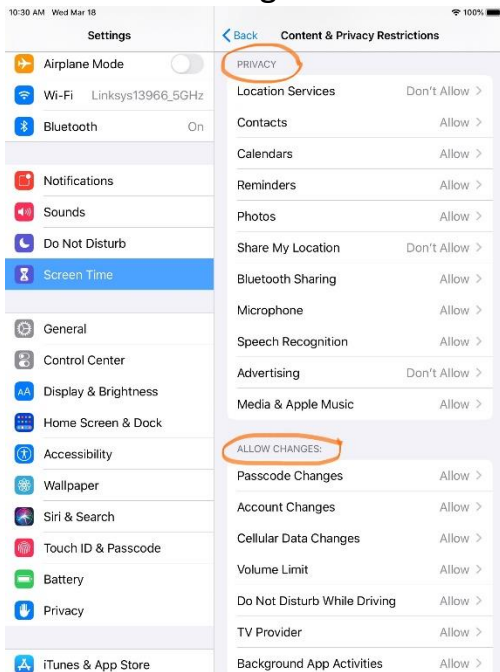 10:30 AM Wed Mar 18
100%
Settings
Airplane Mode
Wi-Fi Linksys13966_5GHz
Bluetooth On
Notifications
Sounds
Do Not Disturb
Screen Time
General
Control Center
Display & Brightness
Home Screen & Dock
Accessibility
Wallpaper
Siri & Search
Touch ID & Passcode
Battery
Privacy
iTunes & App Store
Back Content & Privacy Restrictions
PRIVACY
Location Services Don't Allow
Contacts Allow
Calendars Allow
Reminders Allow
Photos Allow
Share My Location Don't Allow
Bluetooth Sharing Allow
Microphone Allow
Speech Recognition Allow
Advertising Don't Allow
Media & Apple Music Allow
ALLOW CHANGES:
Passcode Changes Allow
Account Changes Allow
Cellular Data Changes Allow
Volume Limit Allow
Do Not Disturb While Driving Allow
TV Provider Allow
Background App Activities Allow